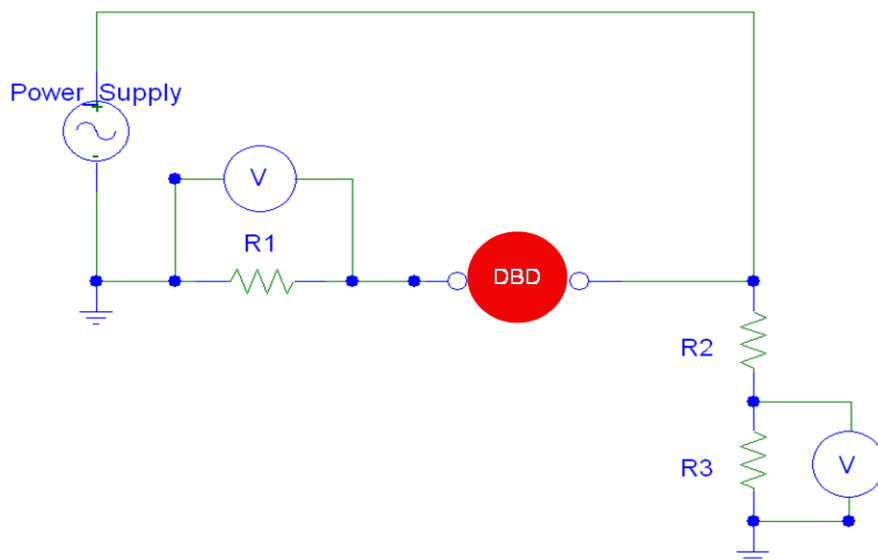 Power_Supply
+
-
V
R1
DBD
R2
R3
V